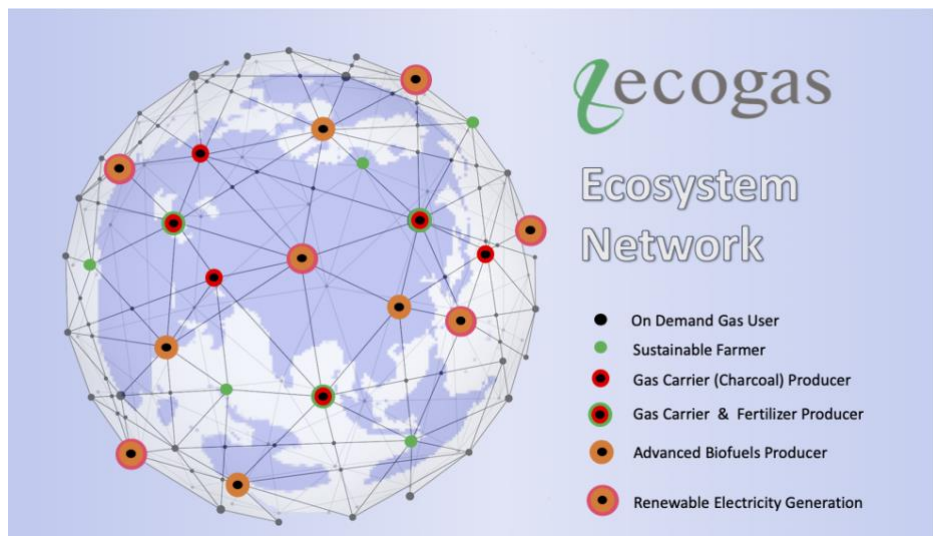 ecogas
Ecosystem
Network
On Demand Gas User
Sustainable Farmer
Gas Carrier (Charcoal) Producer
Gas Carrier & Fertilizer Producer
Advanced Biofuels Producer
Renewable Electricity Generation